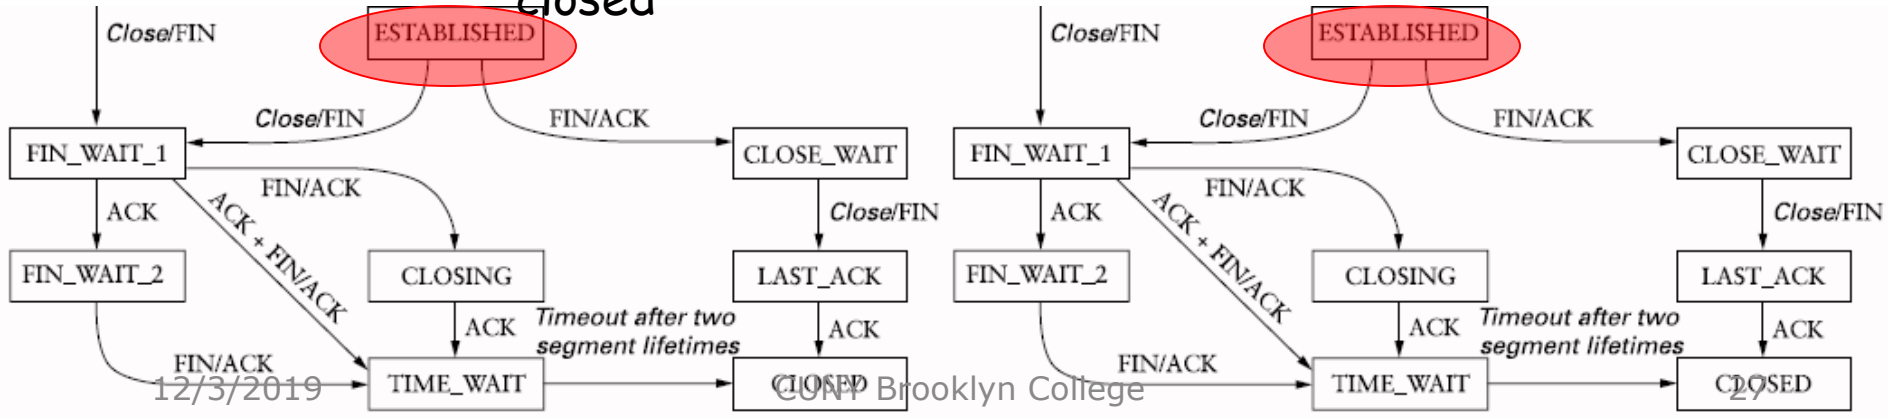 closed
Close/FIN
ESTABLISHED
Close/FIN
FIN/ACK
FIN_WAIT_1
CLOSE_WAIT
FIN/ACK
ACK
ACK + FIN/ACK
Close/FIN
FIN_WAIT_2
CLOSING
LAST_ACK
ACK
Timeout after two
segment lifetimes
ACK
FIN/ACK
TIME_WAIT
CLOSED
Close/FIN
ESTABLISHED
Close/FIN
FIN/ACK
FIN_WAIT_1
CLOSE_WAIT
FIN/ACK
ACK
ACK + FIN/ACK
Close/FIN
FIN_WAIT_2
CLOSING
LAST_ACK
ACK
Timeout after two
segment lifetimes
ACK
FIN/ACK
TIME_WAIT
CLOSED
12/3/2019
CUNY Brooklyn College
27